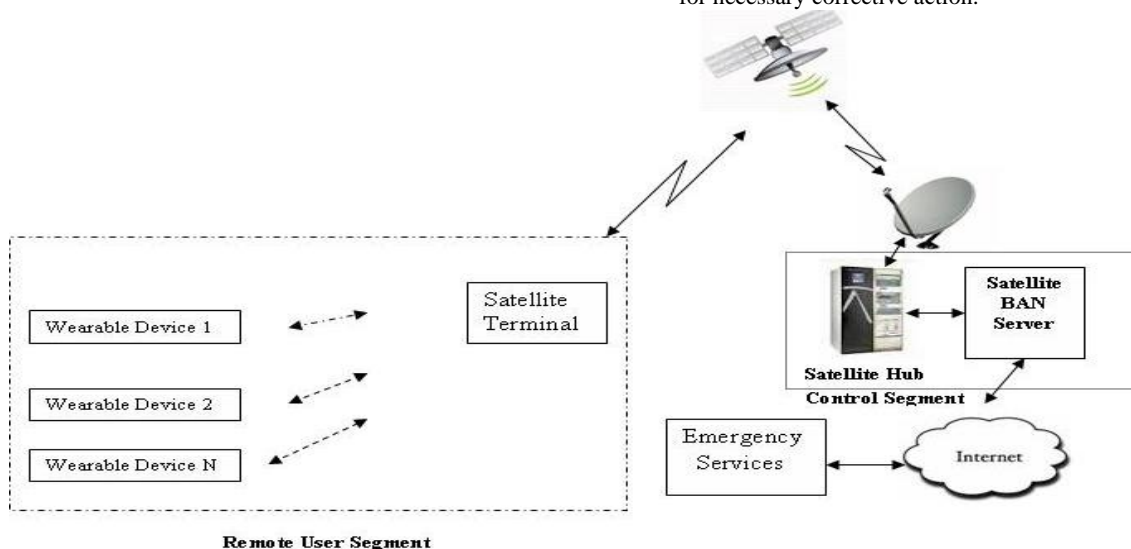 for necessary corrective action.
Satellite
Terminal
Wearable Device 1
Wearable Device 2
Wearable Device N
Remote User Segment
Satellite
BAN
Server
Satellite Hub
Control Segment
Emergency
Services
Internet